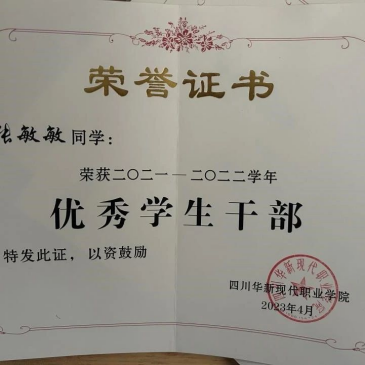 荣誉证书
张敏敏同学：
荣获二〇二一—二〇二二学年
优秀学生干部
特发此证，以资鼓励
四川华新现代职业学院
2023年4月